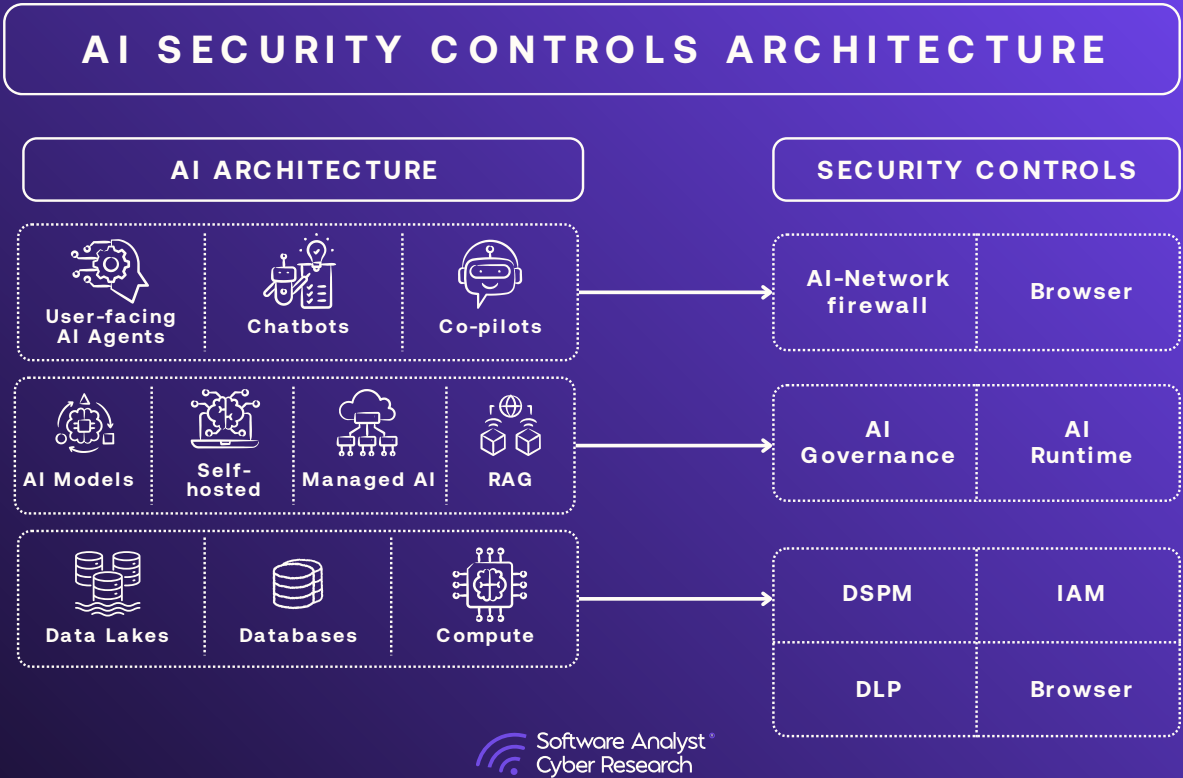 AI SECURITY CONTROLS ARCHITECTURE
AI ARCHITECTURE
SECURITY CONTROLS
User-facing
AI Agents
Chatbots
Co-pilots
AI-Network
firewall
Browser
AI Models
Self-
hosted
Managed AI
RAG
AI
Governance
AI
Runtime
Data Lakes
Databases
Compute
DSPM
IAM
DLP
Browser
Software Analyst®
Cyber Research